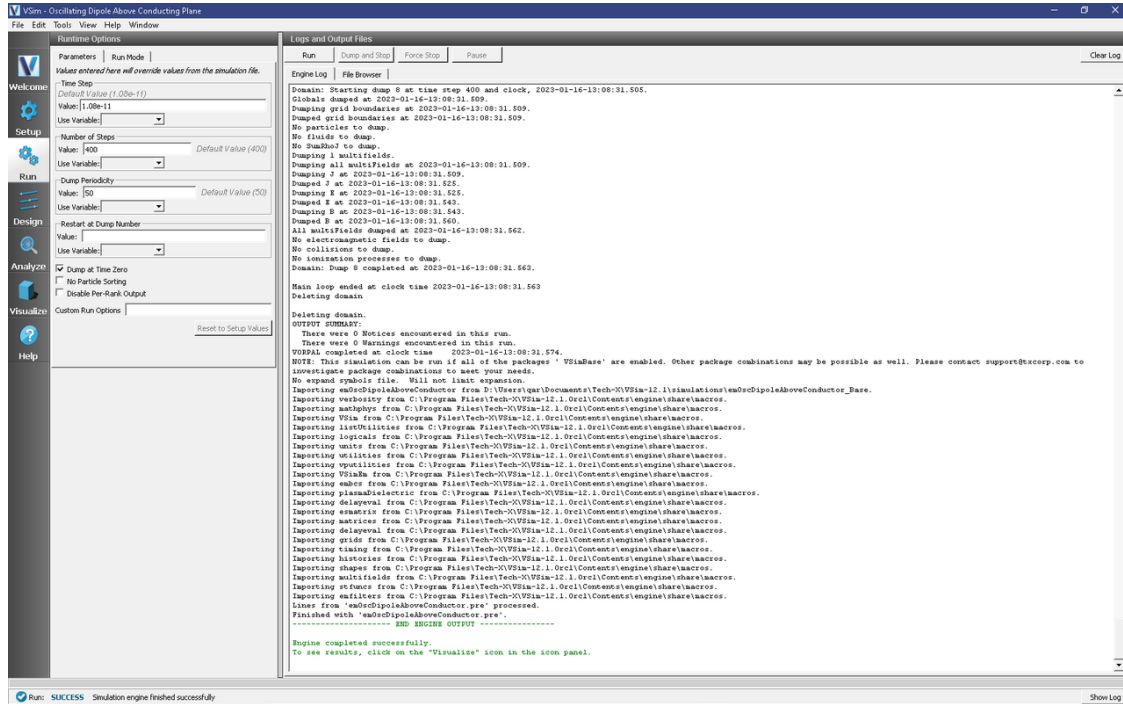 VSim - Oscillating Dipole Above Conducting Plane
File Edit Tools View Help Window
Welcome
Setup
Run
Design
Analyze
Visualize
Help
Runtime Options
Parameters Run Mode
Values entered here will override values from the simulation file.
Time Step
Default Value (1.08e-11)
Value: 1.08e-11
Use Variable:
Number of Steps
Value: 400 Default Value (400)
Use Variable:
Dump Periodicity
Value: 50 Default Value (50)
Use Variable:
Restart at Dump Number
Value:
Use Variable:
Dump at Time Zero
No Particle Sorting
Disable Per-Rank Output
Custom Run Options
Reset to Setup Values
Logs and Output Files
Run Dump and Stop Force Stop Pause Clear Log
Engine Log File Browser
Domain: Starting dump 8 at time step 400 and clock, 2023-01-16-13:08:31.505.
Globals dumped at 2023-01-16-13:08:31.509.
Dumping grid boundaries at 2023-01-16-13:08:31.509.
Dumped grid boundaries at 2023-01-16-13:08:31.509.
No particles to dump.
No fluids to dump.
No SumRhoJ to dump.
Dumping 1 multifields.
Dumping all multiFields at 2023-01-16-13:08:31.509.
Dumping J at 2023-01-16-13:08:31.509.
Dumped J at 2023-01-16-13:08:31.525.
Dumping E at 2023-01-16-13:08:31.525.
Dumped E at 2023-01-16-13:08:31.543.
Dumping B at 2023-01-16-13:08:31.543.
Dumped B at 2023-01-16-13:08:31.560.
All multiFields dumped at 2023-01-16-13:08:31.562.
No electromagnetic fields to dump.
No collisions to dump.
No ionization processes to dump.
Domain: Dump 8 completed at 2023-01-16-13:08:31.563.
Main loop ended at clock time 2023-01-16-13:08:31.563
Deleting domain
Deleting domain.
OUTPUT SUMMARY:
There were 0 Notices encountered in this run.
There were 0 Warnings encountered in this run.
VORPAL completed at clock time 2023-01-16-13:08:31.574.
NOTE: This simulation can be run if all of the packages ' VSimBase' are enabled. Other package combinations may be possible as well. Please contact support@txcorp.com to
investigate package combinations to meet your needs.
No expand symbols file. Will not limit expansion.
Importing emOscDipoleAboveConductor from D:\Users\qar\Documents\Tech-X\VSim-12.1\simulations\emOscDipoleAboveConductor_Base.
Importing verbosity from C:\Program Files\Tech-X\VSim-12.1.0rc1\Contents\engine\share\macros.
Importing mathphys from C:\Program Files\Tech-X\VSim-12.1.0rc1\Contents\engine\share\macros.
Importing VSim from C:\Program Files\Tech-X\VSim-12.1.0rc1\Contents\engine\share\macros.
Importing listUtilities from C:\Program Files\Tech-X\VSim-12.1.0rc1\Contents\engine\share\macros.
Importing logicals from C:\Program Files\Tech-X\VSim-12.1.0rc1\Contents\engine\share\macros.
Importing units from C:\Program Files\Tech-X\VSim-12.1.0rc1\Contents\engine\share\macros.
Importing utilities from C:\Program Files\Tech-X\VSim-12.1.0rc1\Contents\engine\share\macros.
Importing vputilities from C:\Program Files\Tech-X\VSim-12.1.0rc1\Contents\engine\share\macros.
Importing VSimEm from C:\Program Files\Tech-X\VSim-12.1.0rc1\Contents\engine\share\macros.
Importing embcs from C:\Program Files\Tech-X\VSim-12.1.0rc1\Contents\engine\share\macros.
Importing plasmaDielectric from C:\Program Files\Tech-X\VSim-12.1.0rc1\Contents\engine\share\macros.
Importing delayeval from C:\Program Files\Tech-X\VSim-12.1.0rc1\Contents\engine\share\macros.
Importing esmatrix from C:\Program Files\Tech-X\VSim-12.1.0rc1\Contents\engine\share\macros.
Importing matrices from C:\Program Files\Tech-X\VSim-12.1.0rc1\Contents\engine\share\macros.
Importing delayeval from C:\Program Files\Tech-X\VSim-12.1.0rc1\Contents\engine\share\macros.
Importing grids from C:\Program Files\Tech-X\VSim-12.1.0rc1\Contents\engine\share\macros.
Importing timing from C:\Program Files\Tech-X\VSim-12.1.0rc1\Contents\engine\share\macros.
Importing histories from C:\Program Files\Tech-X\VSim-12.1.0rc1\Contents\engine\share\macros.
Importing shapes from C:\Program Files\Tech-X\VSim-12.1.0rc1\Contents\engine\share\macros.
Importing multifields from C:\Program Files\Tech-X\VSim-12.1.0rc1\Contents\engine\share\macros.
Importing stfuncs from C:\Program Files\Tech-X\VSim-12.1.0rc1\Contents\engine\share\macros.
Importing emfilters from C:\Program Files\Tech-X\VSim-12.1.0rc1\Contents\engine\share\macros.
Lines from 'emOscDipoleAboveConductor.pre' processed.
Finished with 'emOscDipoleAboveConductor.pre'.
--------------------- END ENGINE OUTPUT ----------------
Engine completed successfully.
To see results, click on the "Visualize" icon in the icon panel.
Run: SUCCESS Simulation engine finished successfully Show Log